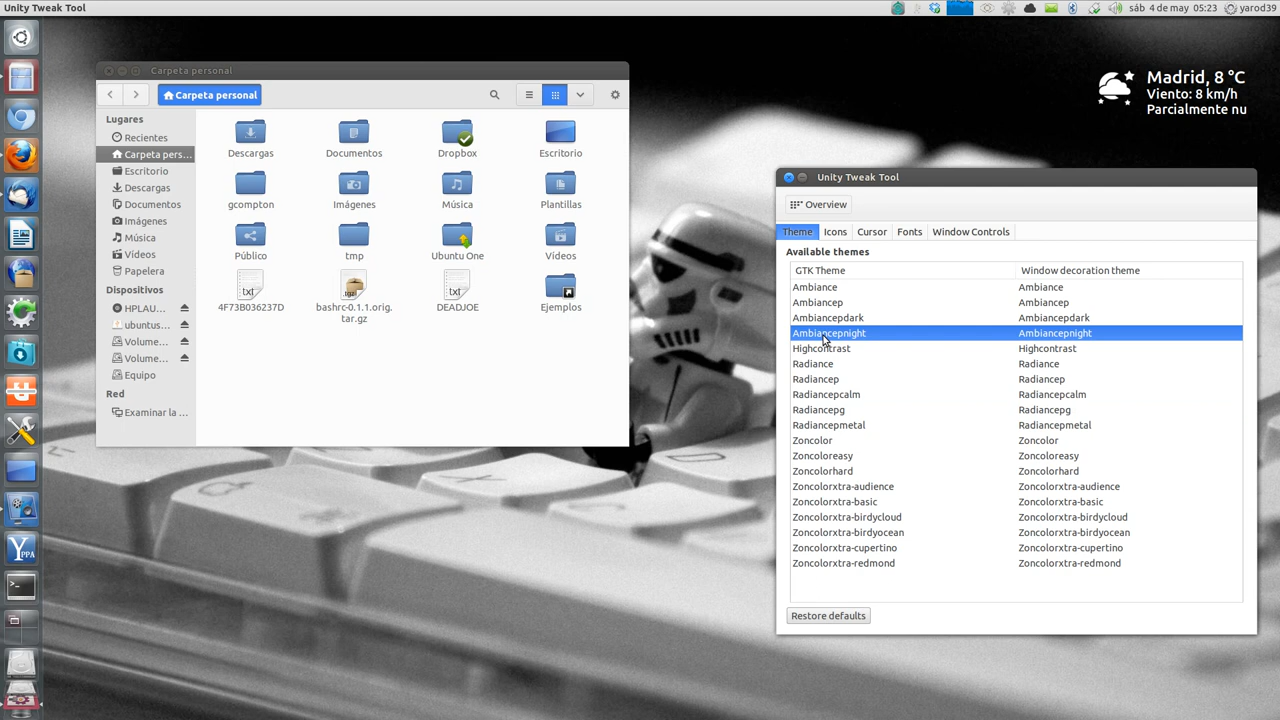 Unity Tweak Tool
sáb 4 de may 05:23
yarod39
Madrid, 8 °C
Viento: 8 km/h
Parcialmente nu
Carpeta personal
Carpeta personal
Lugares
Recientes
Carpeta pers...
Escritorio
Descargas
Documentos
Imágenes
Música
Vídeos
Papelera
Dispositivos
HPLAU...
ubuntus...
Volume...
Volume...
Equipo
Red
Examinar la ...
Descargas
Documentos
Dropbox
Escritorio
gcompton
Imágenes
Música
Plantillas
Público
tmp
Ubuntu One
Vídeos
txt
tgz
txt
4F73B036237D
bashrc-0.1.1.orig.
tar.gz
DEADJOE
Ejemplos
Unity Tweak Tool
Overview
Theme
Icons
Cursor
Fonts
Window Controls
Available themes
GTK Theme Window decoration theme
Ambiance Ambiance
Ambiancep Ambiancep
Ambiancepdark Ambiancepdark
Ambiancepnight Ambiancepnight
Highcontrast Highcontrast
Radiance Radiance
Radiancep Radiancep
Radiancepcalm Radiancepcalm
Radiancepg Radiancepg
Radiancepmetal Radiancepmetal
Zoncolor Zoncolor
Zoncoloreasy Zoncoloreasy
Zoncolorhard Zoncolorhard
Zoncolorxtra-audience Zoncolorxtra-audience
Zoncolorxtra-basic Zoncolorxtra-basic
Zoncolorxtra-birdycloud Zoncolorxtra-birdycloud
Zoncolorxtra-birdyocean Zoncolorxtra-birdyocean
Zoncolorxtra-cupertino Zoncolorxtra-cupertino
Zoncolorxtra-redmond Zoncolorxtra-redmond
Restore defaults
YPPA